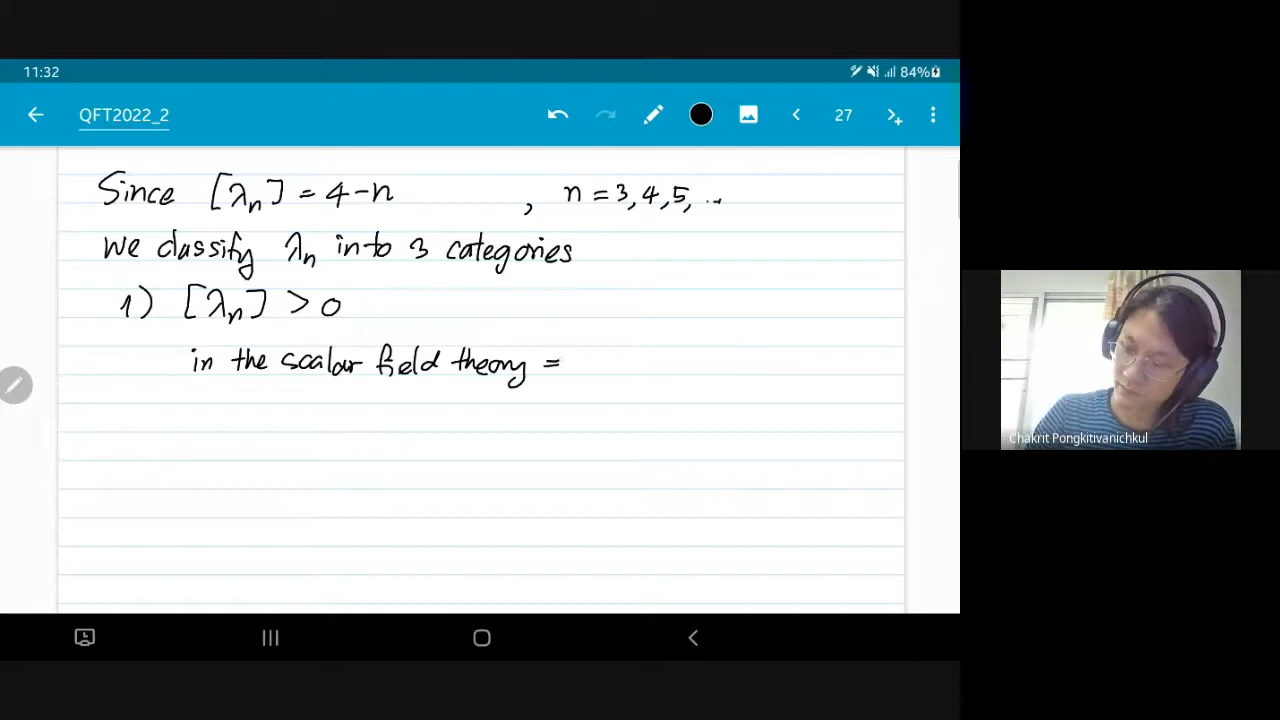 11:32
84%
QFT2022_2
27
Since [λn] = 4-n , n = 3,4,5, ...
We classify λn into 3 categories
1) [λn] > 0
in the scalar field theory =
Chakrit Pongkitivanichkul